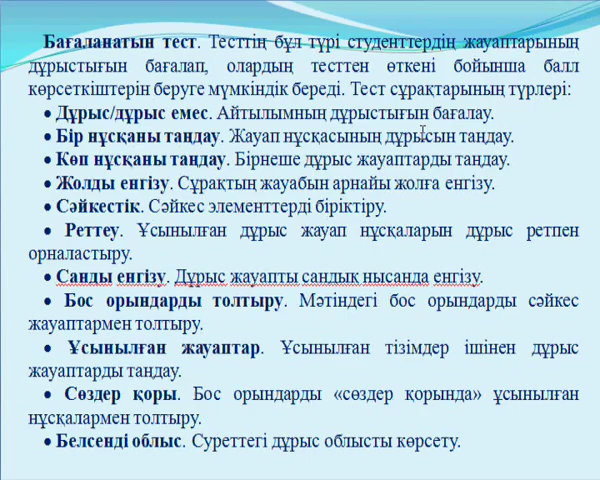 Бағаланатын тест. Тесттің бұл түрі студенттердің жауаптарының
дұрыстығын бағалап, олардың тесттен өткені бойынша балл
көрсеткіштерін беруге мүмкіндік береді. Тест сұрақтарының түрлері:
• Дұрыс/дұрыс емес. Айтылымның дұрыстығын бағалау.
• Бір нұсқаны таңдау. Жауап нұсқасының дұрысын таңдау.
• Көп нұсқаны таңдау. Бірнеше дұрыс жауаптарды таңдау.
• Жолды енгізу. Сұрақтың жауабын арнайы жолға енгізу.
• Сәйкестік. Сәйкес элементтерді біріктіру.
• Реттеу. Ұсынылған дұрыс жауап нұсқаларын дұрыс ретпен
орналастыру.
• Санды енгізу. Дұрыс жауапты сандық нысанда енгізу.
• Бос орындарды толтыру. Мәтіндегі бос орындарды сәйкес
жауаптармен толтыру.
• Ұсынылған жауаптар. Ұсынылған тізімдер ішінен дұрыс
жауаптарды таңдау.
• Сөздер қоры. Бос орындарды «сөздер қорында» ұсынылған
нұсқалармен толтыру.
• Белсенді облыс. Суреттегі дұрыс облысты көрсету.